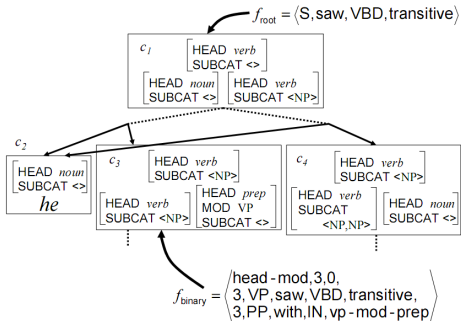 f root = ⟨S, saw, VBD, transitive⟩
c1
HEAD verb
SUBCAT <>
HEAD noun
SUBCAT <>
HEAD verb
SUBCAT <NP>
c2
HEAD noun
SUBCAT <>
he
c3
HEAD verb
SUBCAT <NP>
HEAD verb
SUBCAT <NP>
HEAD prep
MOD VP
SUBCAT <>
c4
HEAD verb
SUBCAT <NP>
HEAD verb
SUBCAT
<NP,NP>
HEAD noun
SUBCAT <>
f binary = ⟨head-mod,3,0,
3,VP,saw,VBD,transitive,
3,PP,with,IN,vp-mod-prep⟩